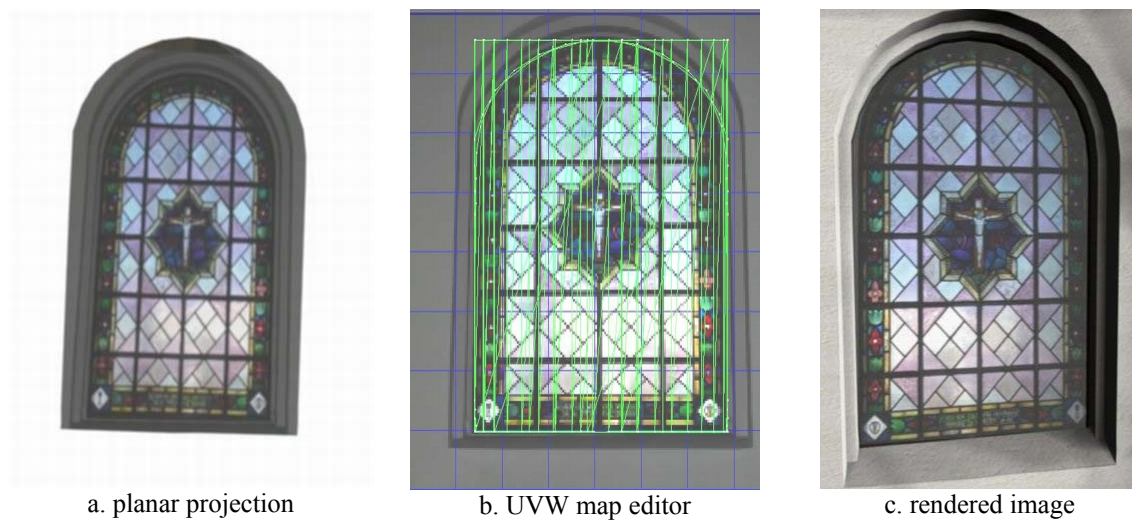 a. planar projection
b. UVW map editor
c. rendered image